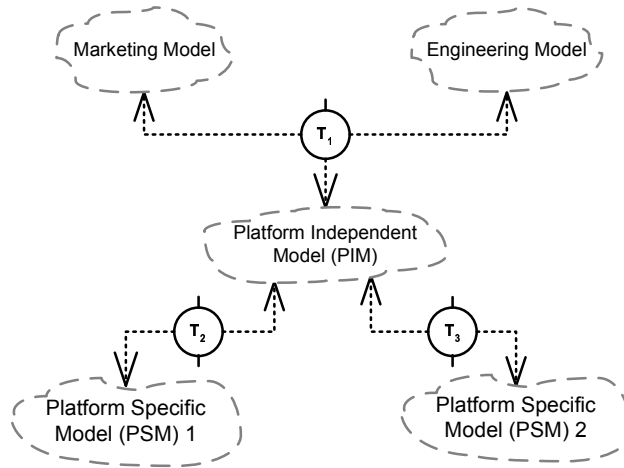 Marketing Model
Engineering Model
T1
Platform Independent
Model (PIM)
T2
T3
Platform Specific
Model (PSM) 1
Platform Specific
Model (PSM) 2